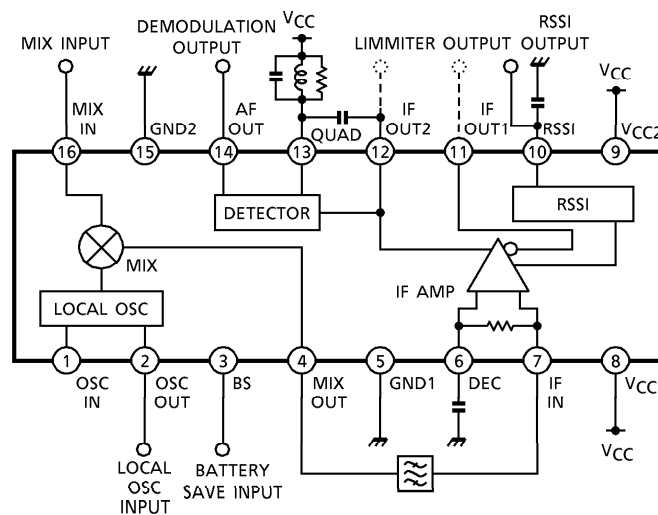 MIX INPUT
DEMODULATION
OUTPUT
VCC
LIMMITER OUTPUT
RSSI
OUTPUT
VCC
MIX
IN
GND2
AF
OUT
QUAD
IF
OUT2
IF
OUT1
RSSI
VCC2
16
15
14
13
12
11
10
9
DETECTOR
RSSI
MIX
IF AMP
LOCAL OSC
1
2
3
4
5
6
7
8
OSC
IN
OSC
OUT
BS
MIX
OUT
GND1
DEC
IF
IN
VCC
LOCAL
OSC
INPUT
BATTERY
SAVE INPUT
VCC